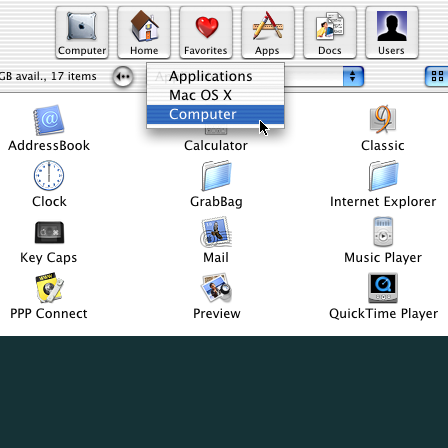 Computer Home Favorites Apps Docs Users
GB avail., 17 items
Applications
Mac OS X
Computer
AddressBook Calculator Classic
Clock GrabBag Internet Explorer
Key Caps Mail Music Player
PPP Connect Preview QuickTime Player